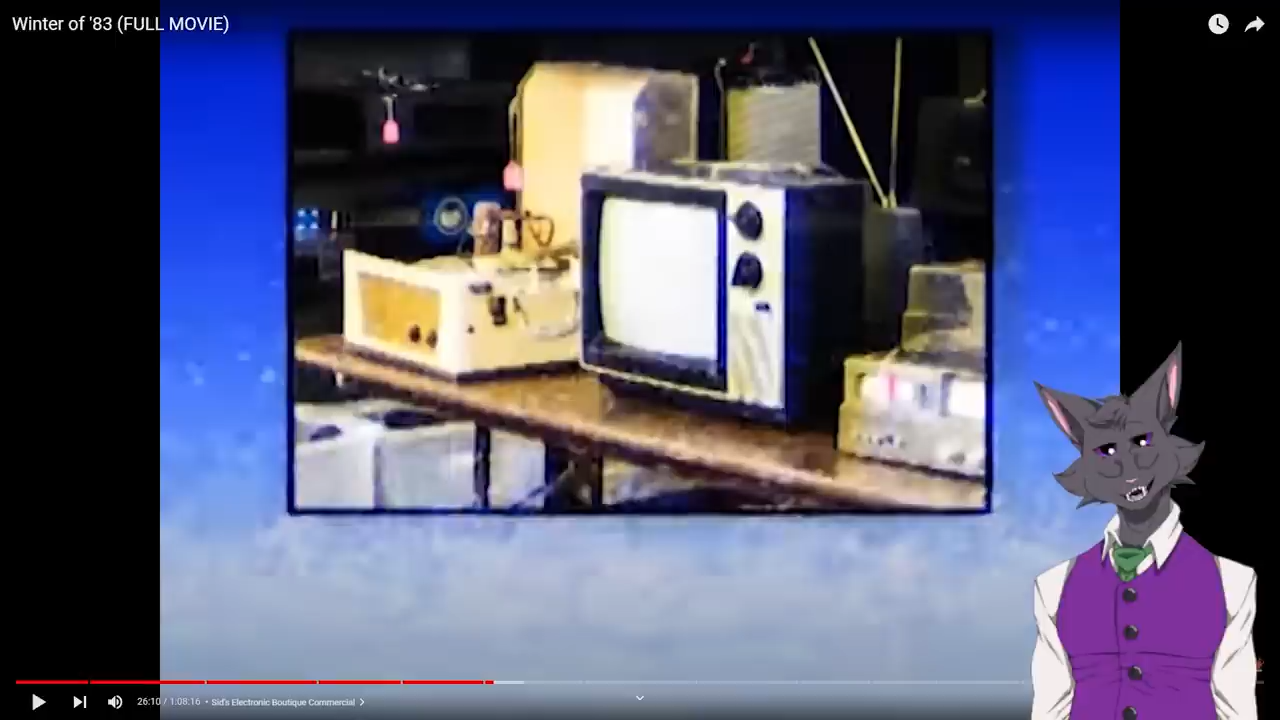 Winter of '83 (FULL MOVIE)
26:10 / 1:08:16 • Sid's Electronic Boutique Commercial